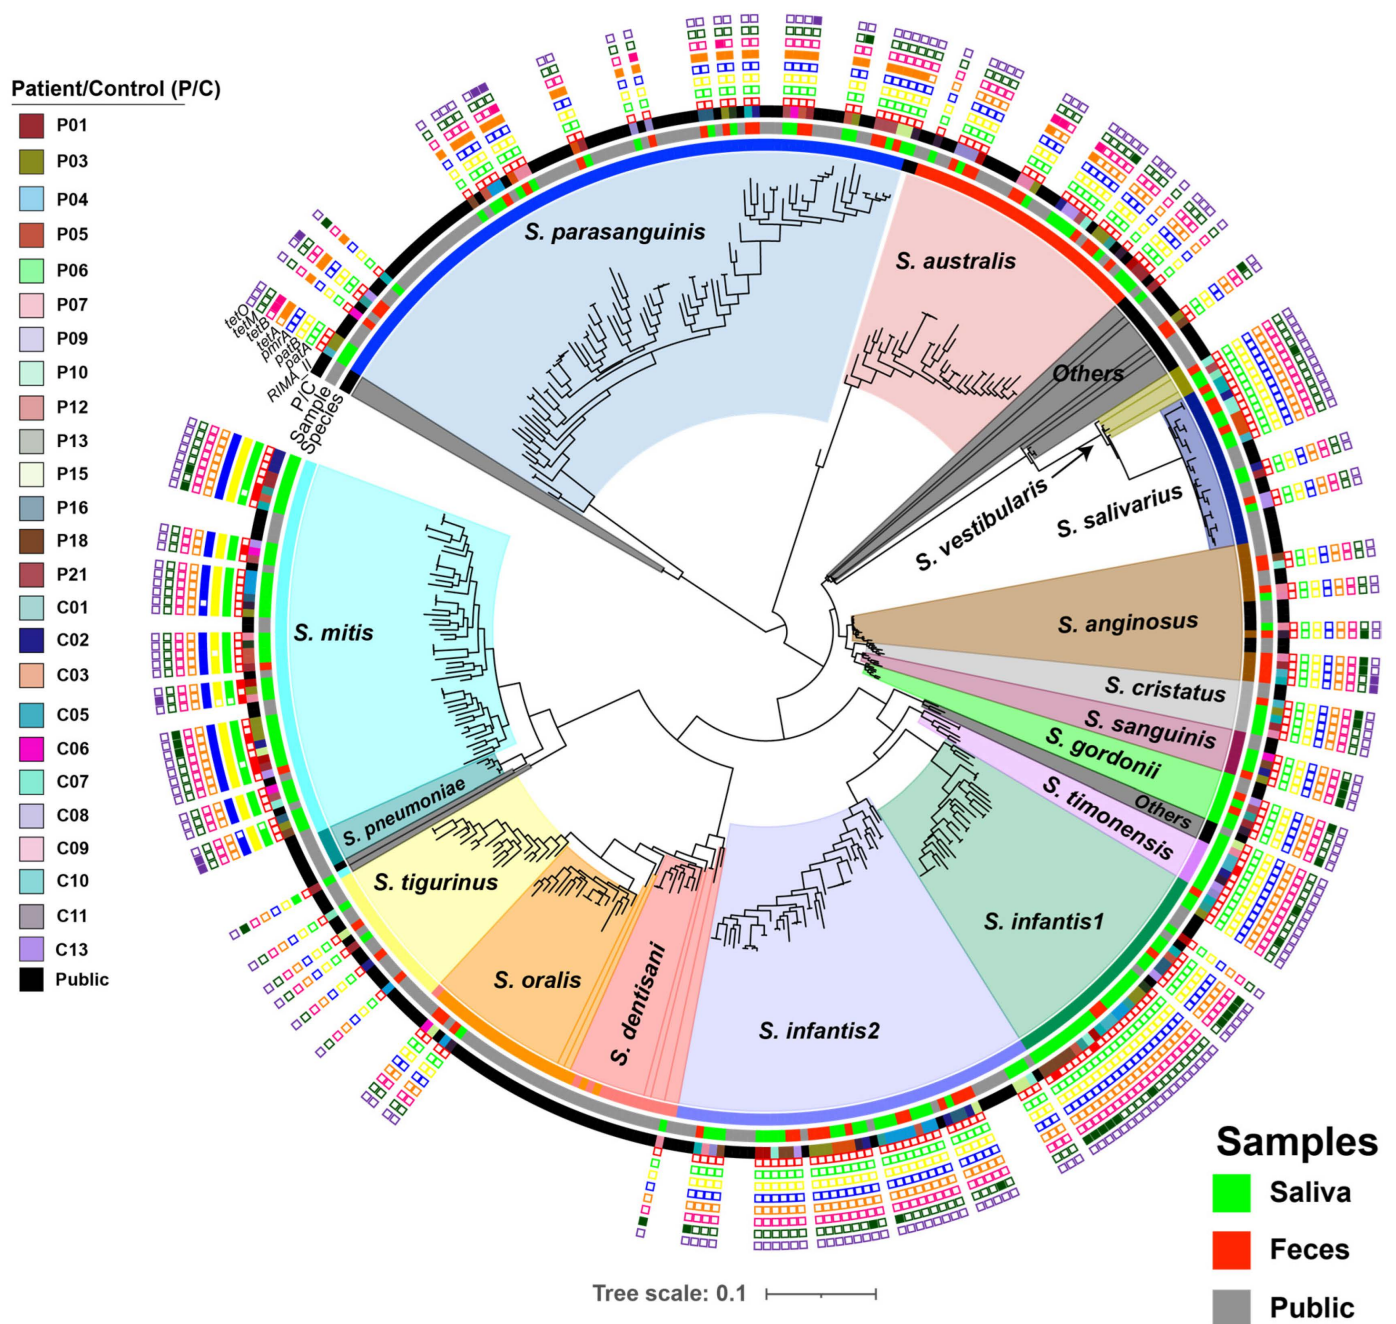 Patient/Control (P/C)
P01
P03
P04
P05
P06
P07
P09
P10
P12
P13
P15
P16
P18
P21
C01
C02
C03
C05
C06
C07
C08
C09
C10
C11
C13
Public
tetO
tetM
tetB
tetA
pmrA
patB
patA
RIMA_II
P/C
Sample
Species
S. parasanguinis
S. australis
Others
S. vestibularis
S. salivarius
S. anginosus
S. cristatus
S. sanguinis
S. gordonii
Others
S. timonensis
S. infantis1
S. infantis2
S. dentisani
S. oralis
S. tigurinus
S. pneumoniae
S. mitis
Tree scale: 0.1
Samples
Saliva
Feces
Public